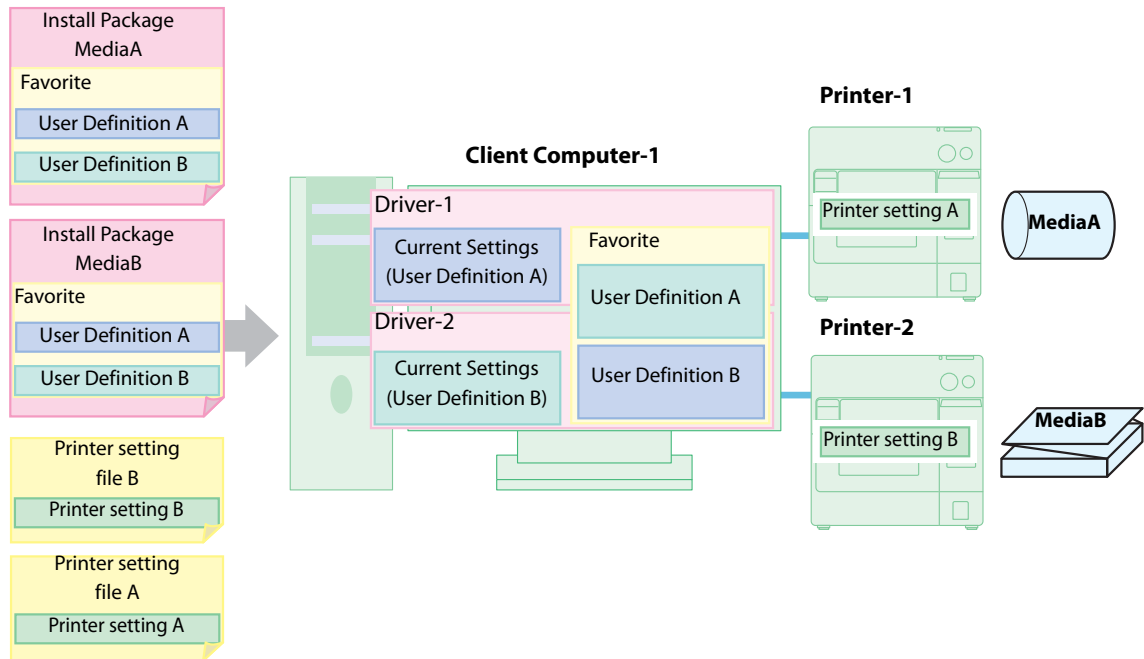 Install Package
MediaA
Favorite
User Definition A
User Definition B
Install Package
MediaB
Favorite
User Definition A
User Definition B
Printer setting
file B
Printer setting B
Printer setting
file A
Printer setting A
Client Computer-1
Driver-1
Current Settings
(User Definition A)
Favorite
User Definition A
Driver-2
Current Settings
(User Definition B)
User Definition B
Printer-1
Printer setting A
MediaA
Printer-2
Printer setting B
MediaB